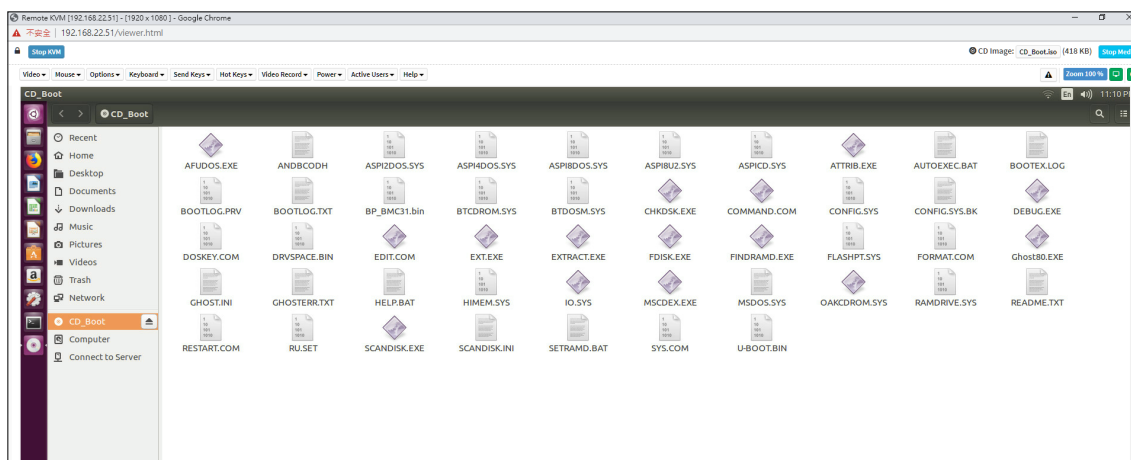 Remote KVM [192.168.22.51] - [1920 x 1080 ] - Google Chrome
不安全 | 192.168.22.51/viewer.html
Stop KVM CD Image: CD_Boot.iso (418 KB) Stop Med
Video Mouse Options Keyboard Send Keys Hot Keys Video Record Power Active Users Help Zoom 100 %
CD_Boot En 11:10 P
CD_Boot
Recent
Home
Desktop
Documents
Downloads
Music
Pictures
Videos
Trash
Network
CD_Boot
Computer
Connect to Server
AFUDOS.EXE ANDBCODH ASPI2DOS.SYS ASPI4DOS.SYS ASPI8DOS.SYS ASPI8U2.SYS ASPICD.SYS ATTRIB.EXE AUTOEXEC.BAT BOOTEX.LOG
BOOTLOG.PRV BOOTLOG.TXT BP_BMC31.bin BTCDROM.SYS BTDOSM.SYS CHKDSK.EXE COMMAND.COM CONFIG.SYS CONFIG.SYS.BK DEBUG.EXE
DOSKEY.COM DRVSPACE.BIN EDIT.COM EXT.EXE EXTRACT.EXE FDISK.EXE FINDRAMD.EXE FLASHPT.SYS FORMAT.COM Ghost80.EXE
GHOST.INI GHOSTERR.TXT HELP.BAT HIMEM.SYS IO.SYS MSCDEX.EXE MSDOS.SYS OAKCDROM.SYS RAMDRIVE.SYS README.TXT
RESTART.COM RU.SET SCANDISK.EXE SCANDISK.INI SETRAMD.BAT SYS.COM U-BOOT.BIN